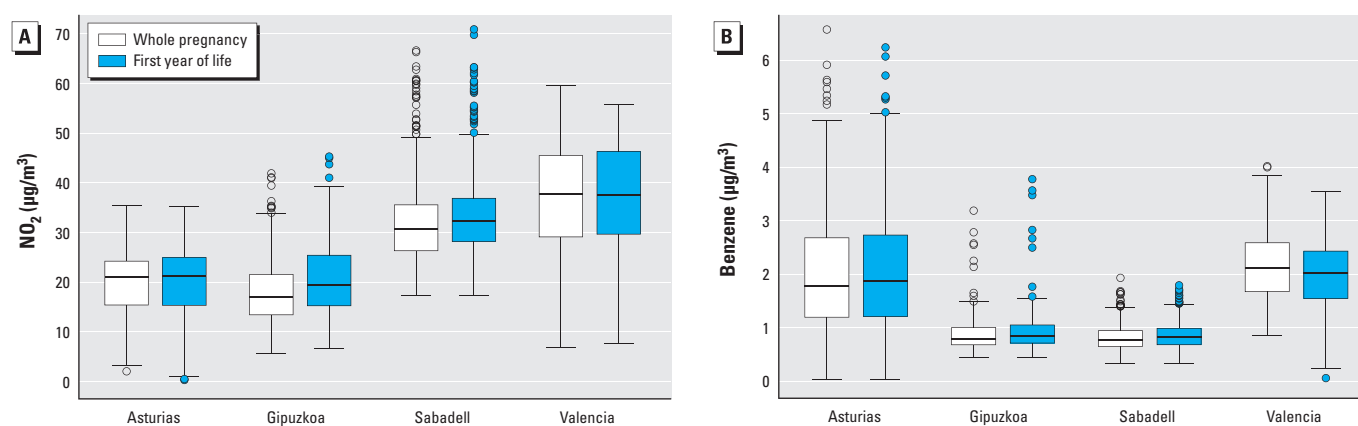 A
Whole pregnancy
First year of life
NO2 (µg/m3)
70
60
50
40
30
20
10
0
Asturias Gipuzkoa Sabadell Valencia
B
Benzene (µg/m3)
6
5
4
3
2
1
0
Asturias Gipuzkoa Sabadell Valencia